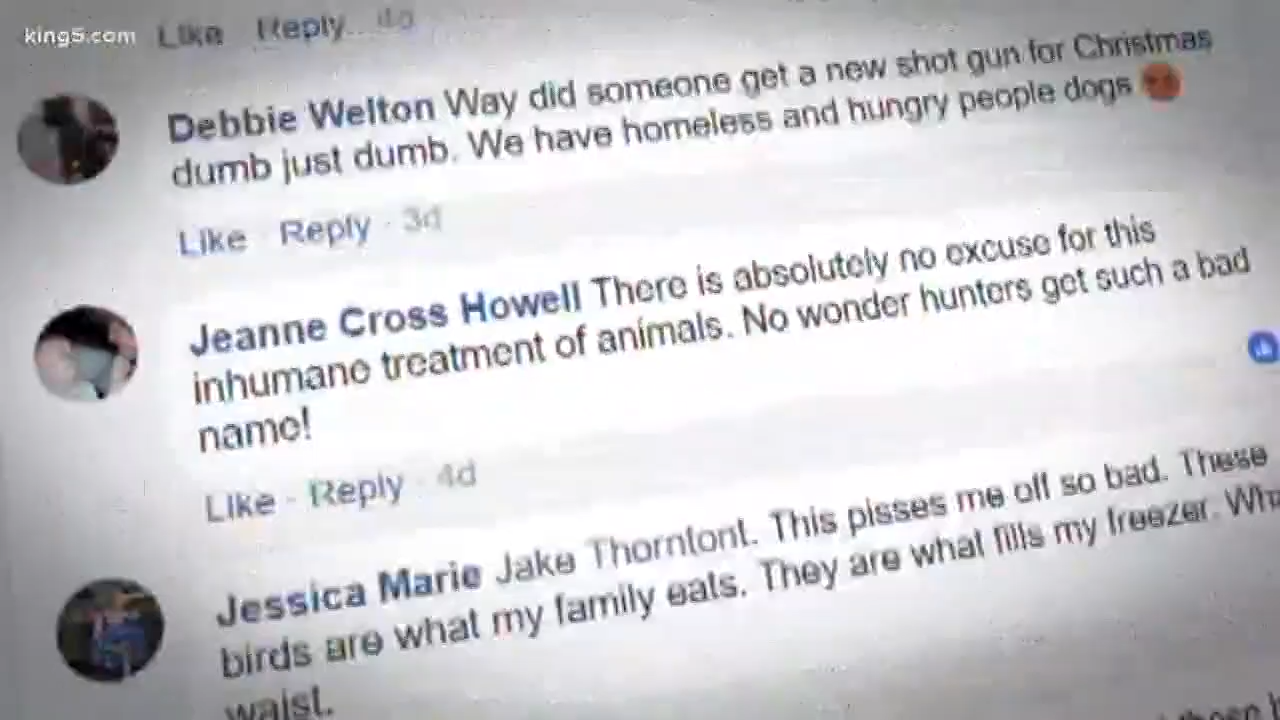 king5.com Like Reply 4d
Debbie Welton Way did someone get a new shot gun for Christmas
dumb just dumb. We have homeless and hungry people dogs
Like · Reply · 3d
Jeanne Cross Howell There is absolutely no excuse for this
inhumane treatment of animals. No wonder hunters get such a bad
name!
Like · Reply · 4d
Jessica Marie Jake Thorntont. This pisses me off so bad. These
birds are what my family eats. They are what fills my freezer.
waist.